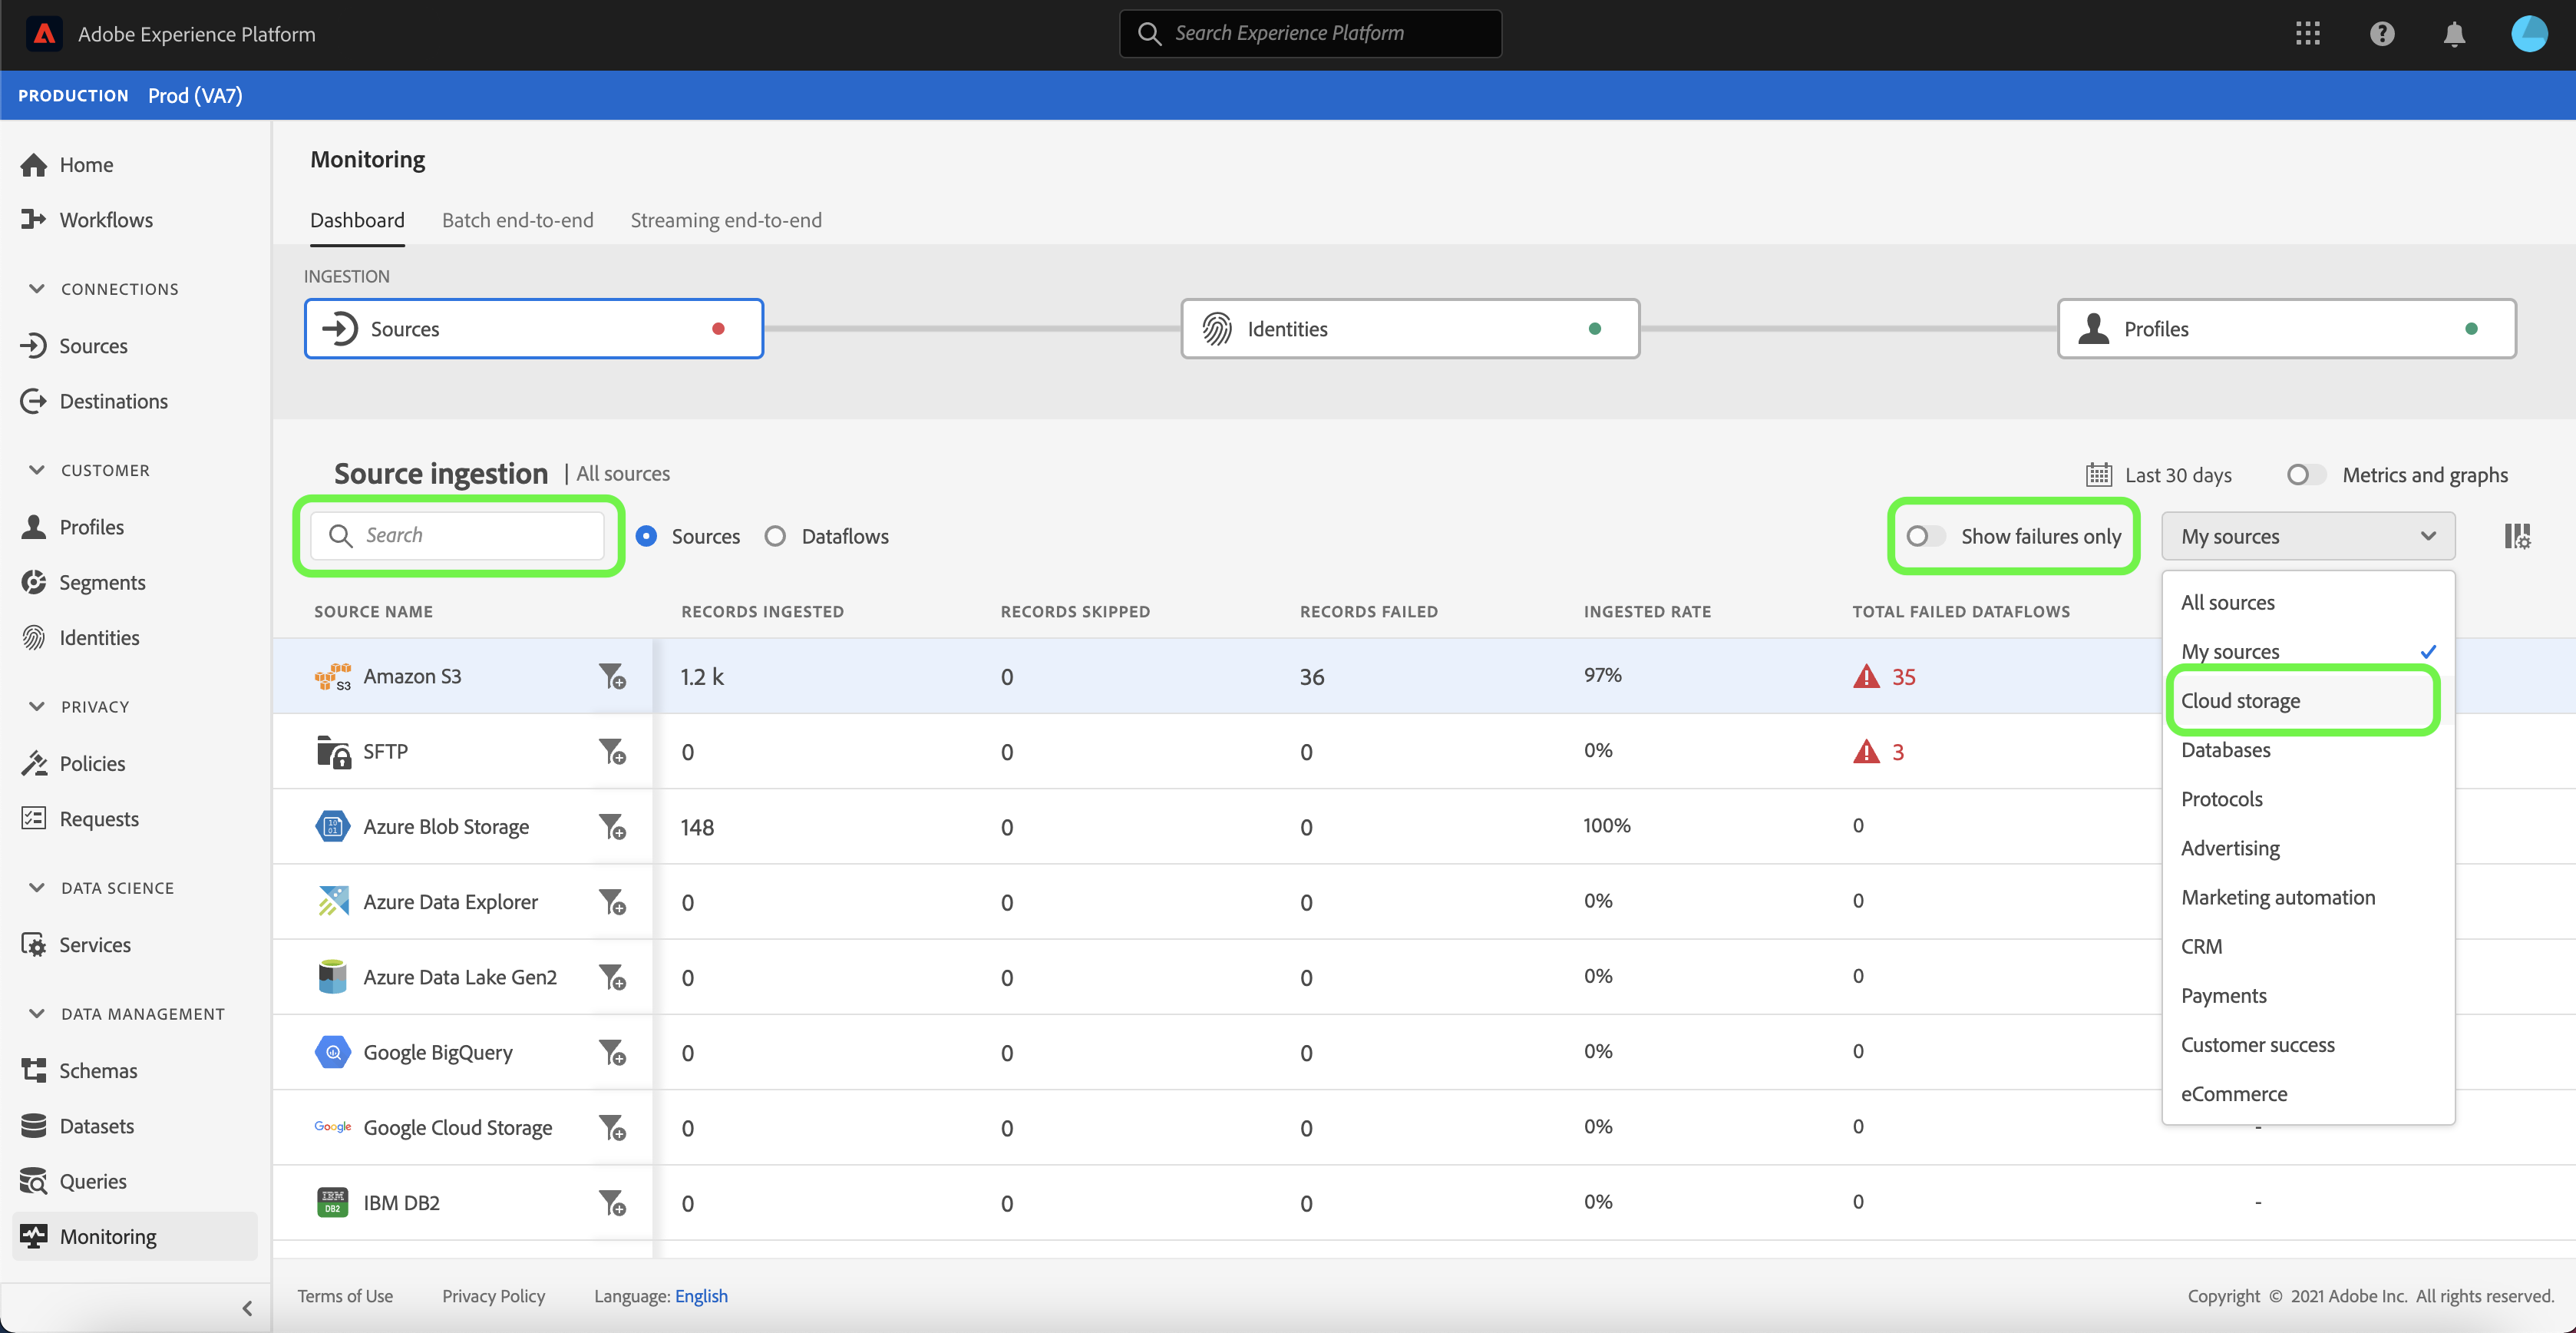 Adobe Experience Platform
Search Experience Platform
PRODUCTION Prod (VA7)
Home
Workflows
CONNECTIONS
Sources
Destinations
CUSTOMER
Profiles
Segments
Identities
PRIVACY
Policies
Requests
DATA SCIENCE
Services
DATA MANAGEMENT
Schemas
Datasets
Queries
Monitoring
Monitoring
Dashboard Batch end-to-end Streaming end-to-end
INGESTION
Sources Identities Profiles
Source ingestion | All sources
Last 30 days Metrics and graphs
Search Sources Dataflows Show failures only My sources
SOURCE NAME RECORDS INGESTED RECORDS SKIPPED RECORDS FAILED INGESTED RATE TOTAL FAILED DATAFLOWS
S3 Amazon S3 1.2 k 0 36 97% 35
SFTP 0 0 0 0% 3
Azure Blob Storage 148 0 0 100% 0
Azure Data Explorer 0 0 0 0% 0
Azure Data Lake Gen2 0 0 0 0% 0
Google BigQuery 0 0 0 0% 0
Google Google Cloud Storage 0 0 0 0% 0 -
IBM DB2 IBM DB2 0 0 0 0% 0 -
All sources
My sources
Cloud storage
Databases
Protocols
Advertising
Marketing automation
CRM
Payments
Customer success
eCommerce
Terms of Use Privacy Policy Language: English
Copyright © 2021 Adobe Inc. All rights reserved.